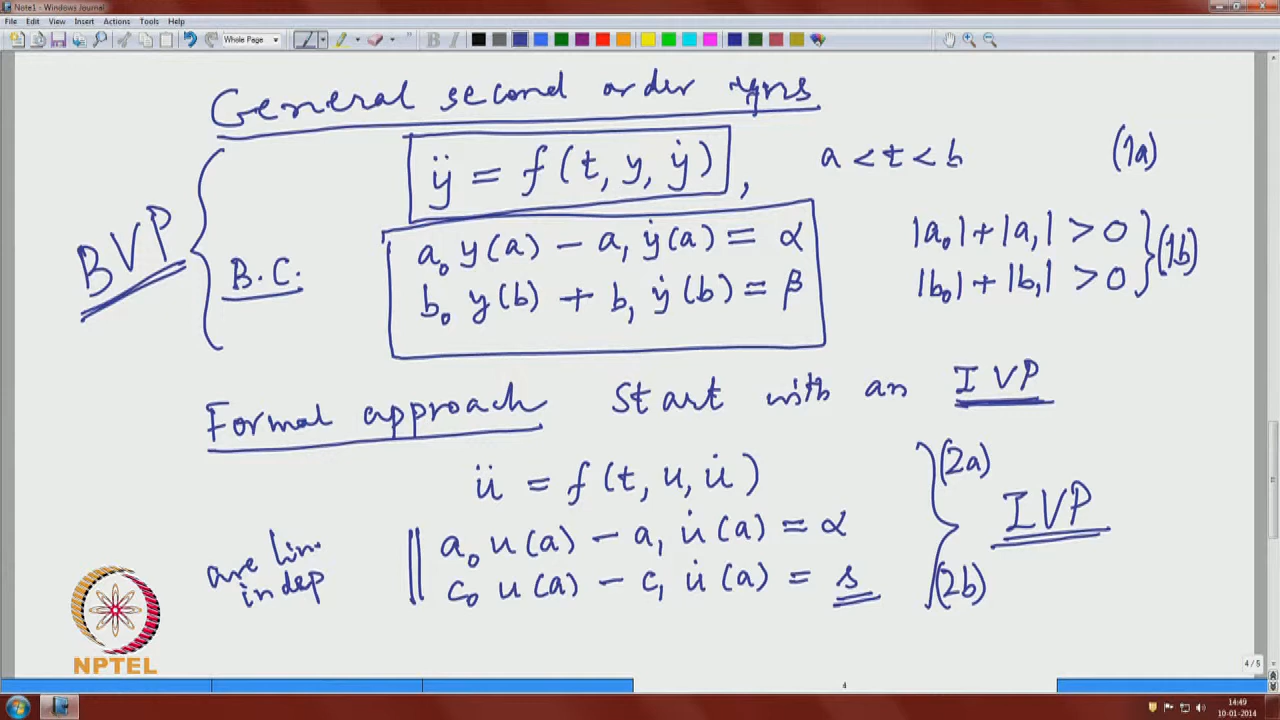 Note1 - Windows Journal
File Edit View Insert Actions Tools Help
Whole Page
General second order eqns
ÿ = f(t, y, ẏ), a < t < b (1a)
BVP
B.C.
a₀ y(a) − a₁ ẏ(a) = α |a₀| + |a₁| > 0
b₀ y(b) + b₁ ẏ(b) = β |b₀| + |b₁| > 0 (1b)
Formal approach Start with an IVP
ü = f(t, u, u̇) (2a)
a₀ u(a) − a₁ u̇(a) = α IVP
c₀ u(a) − c₁ u̇(a) = s (2b)
are lin.
indep
NPTEL
4/5
4
14:49
10-01-2014